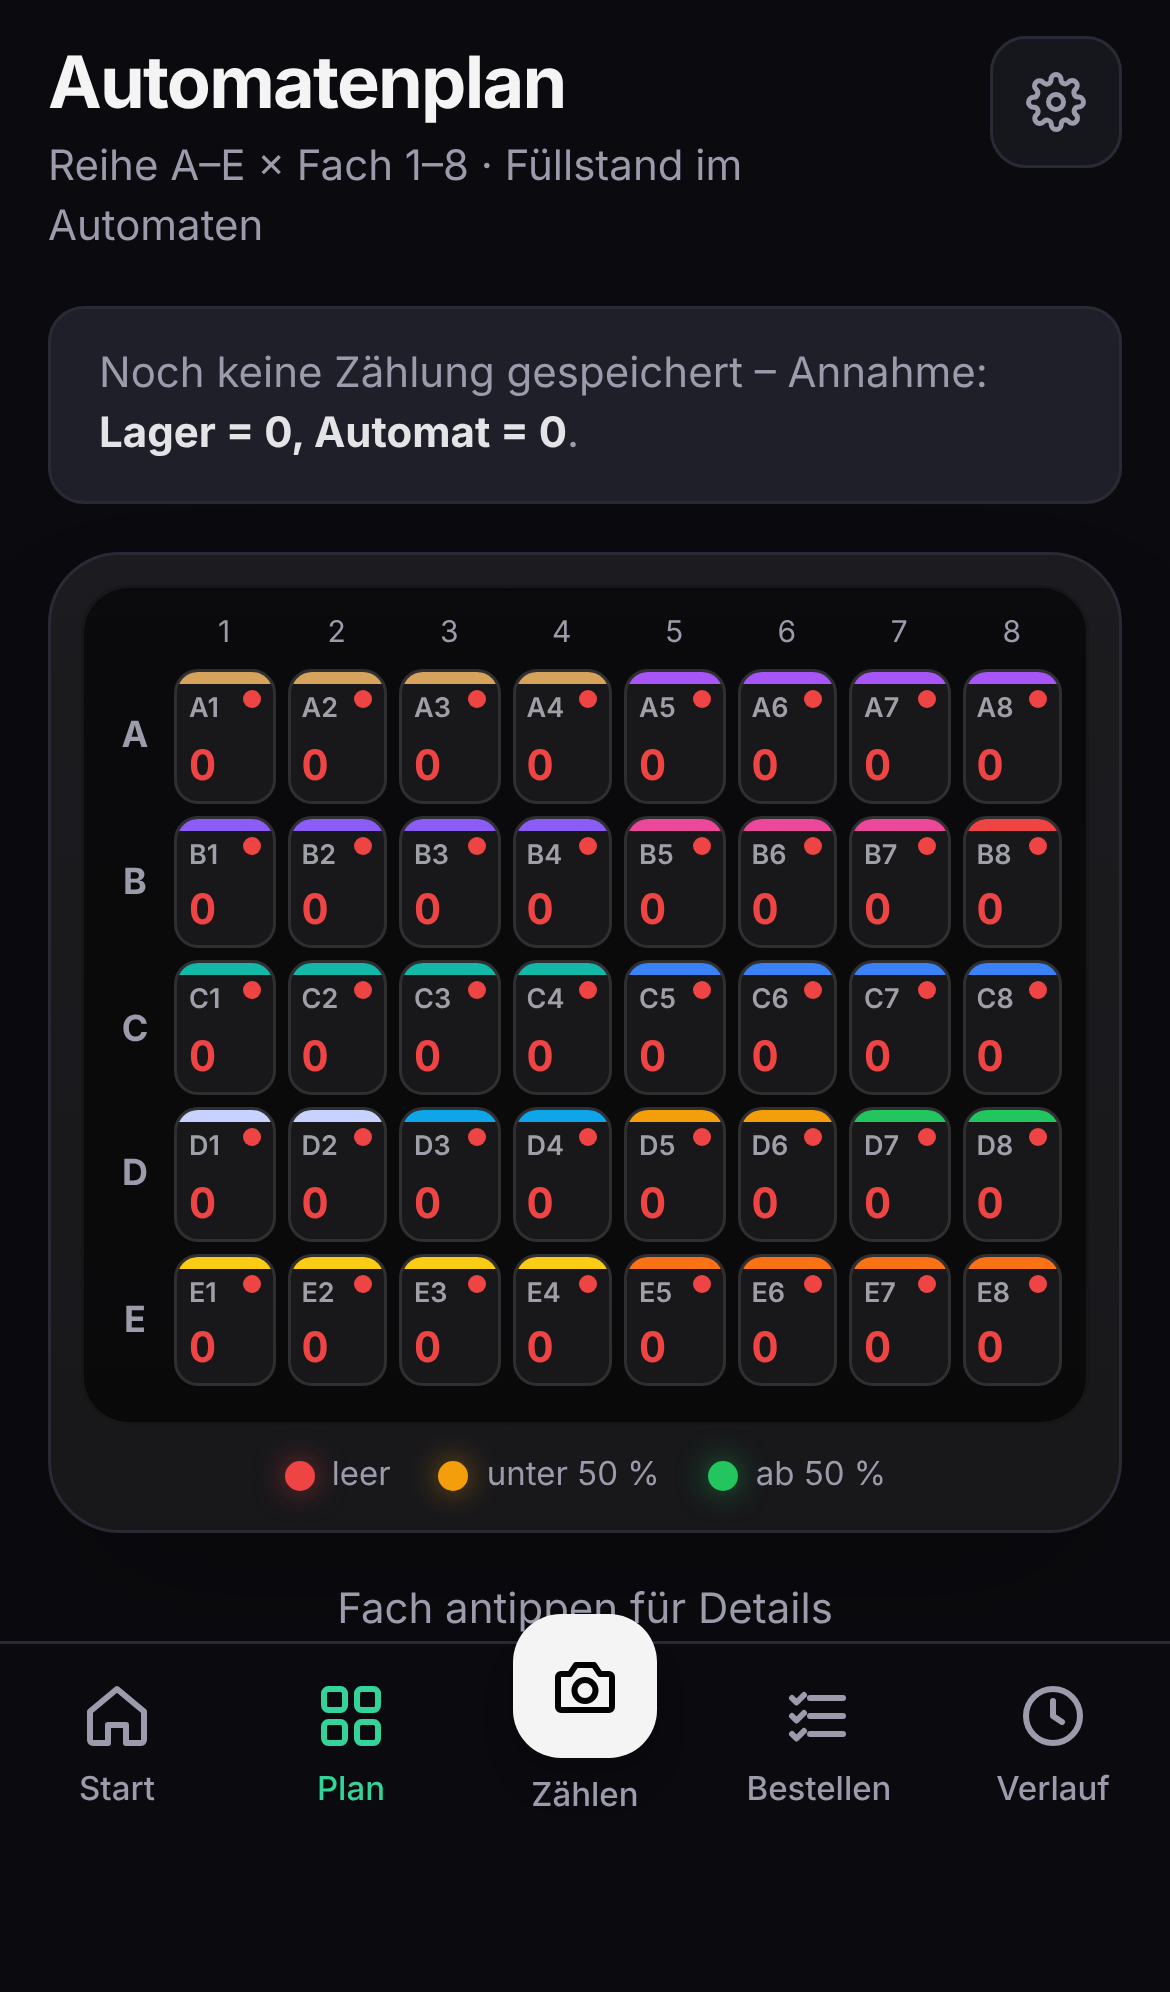 Automatenplan
Reihe A–E × Fach 1–8 · Füllstand im
Automaten
Noch keine Zählung gespeichert – Annahme:
Lager = 0, Automat = 0.
1 2 3 4 5 6 7 8
A
A1 A2 A3 A4 A5 A6 A7 A8
0 0 0 0 0 0 0 0
B
B1 B2 B3 B4 B5 B6 B7 B8
0 0 0 0 0 0 0 0
C
C1 C2 C3 C4 C5 C6 C7 C8
0 0 0 0 0 0 0 0
D
D1 D2 D3 D4 D5 D6 D7 D8
0 0 0 0 0 0 0 0
E
E1 E2 E3 E4 E5 E6 E7 E8
0 0 0 0 0 0 0 0
leer unter 50 % ab 50 %
Fach antippen für Details
Start Plan Zählen Bestellen Verlauf